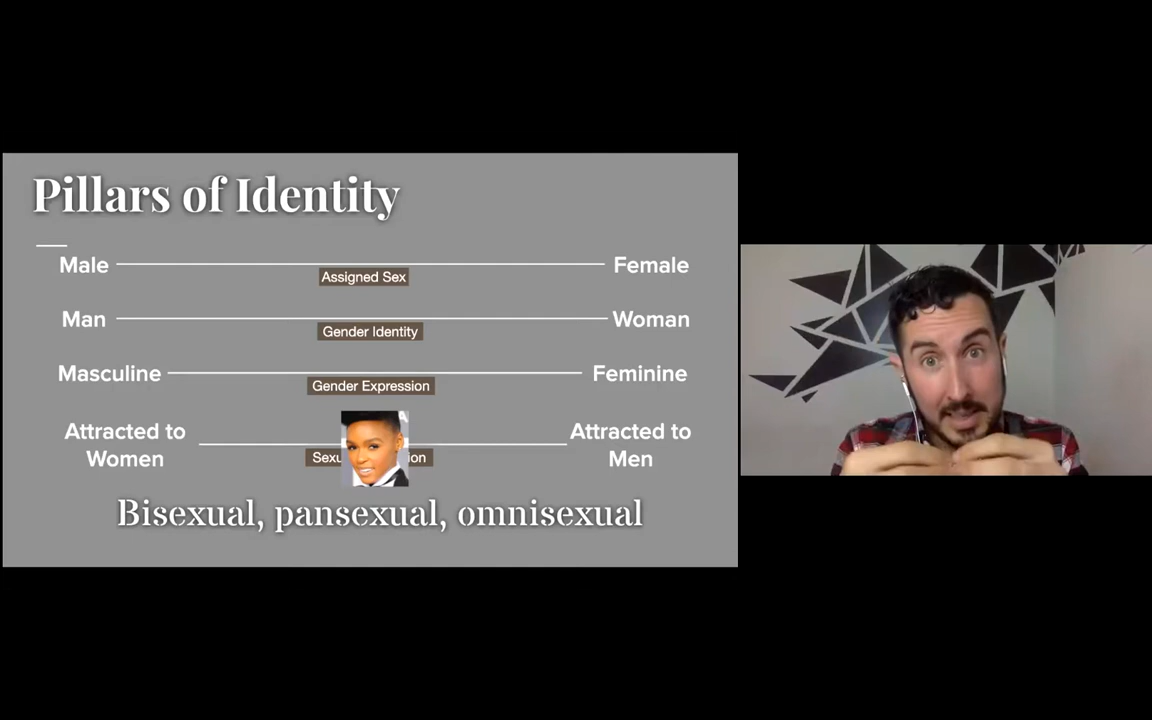 Pillars of Identity
Male Female
Assigned Sex
Man Woman
Gender Identity
Masculine Feminine
Gender Expression
Attracted to Women Attracted to Men
Bisexual, pansexual, omnisexual